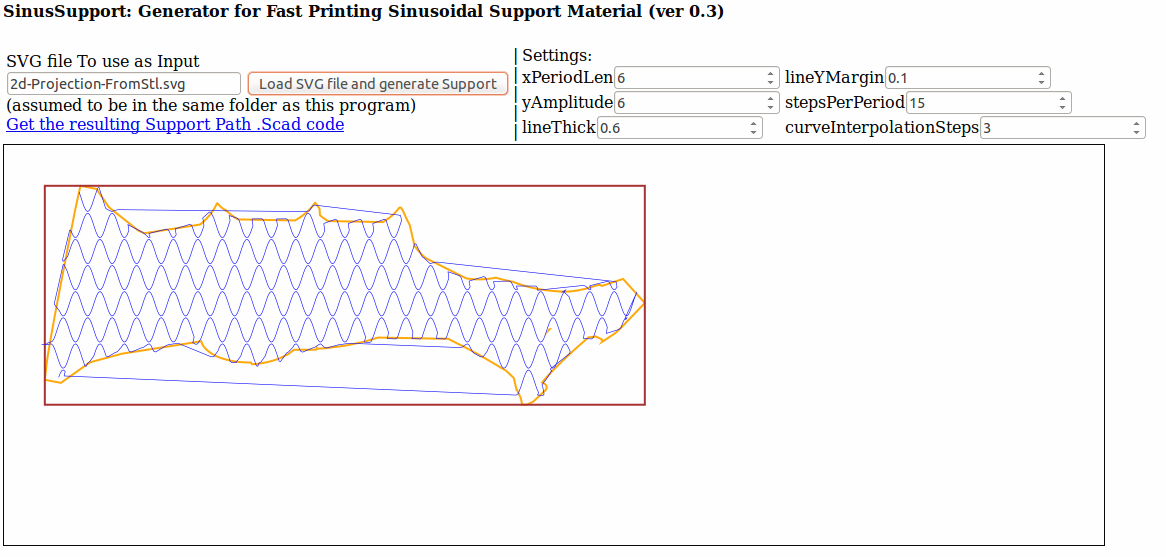 SinusSupport: Generator for Fast Printing Sinusoidal Support Material (ver 0.3)
SVG file To use as Input
2d-Projection-FromStl.svg Load SVG file and generate Support
(assumed to be in the same folder as this program)
Get the resulting Support Path .Scad code
| Settings:
| xPeriodLen 6 lineYMargin 0.1
| yAmplitude 6 stepsPerPeriod 15
| lineThick 0.6 curveInterpolationSteps 3